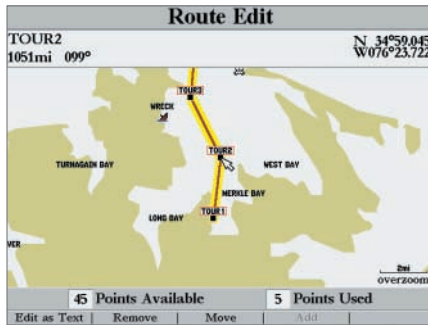 Route Edit
TOUR2
1051mi 099°
N 34°59.045
W076°23.722
TOUR3
WRECK
TOUR2
TURNAGAIN BAY
WEST BAY
MERKLE BAY
LONG BAY
TOUR1
VER
2mi
overzoom
45 Points Available 5 Points Used
Edit as Text | Remove | Move | Add |